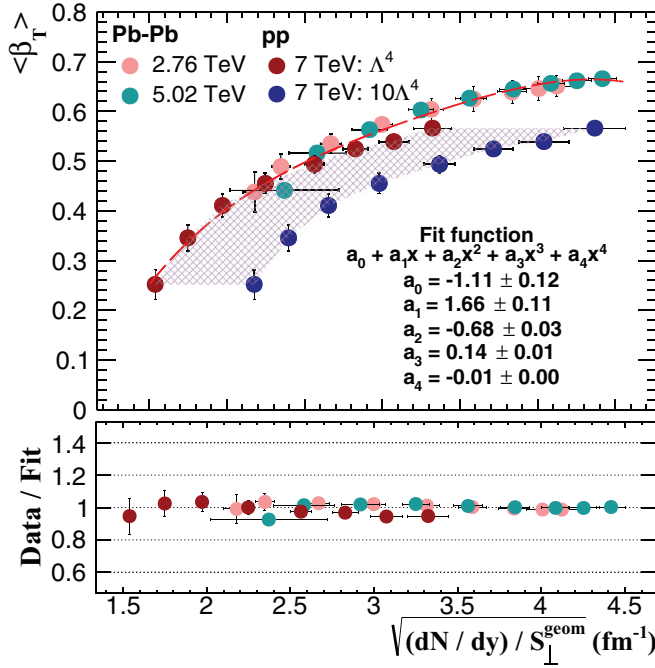 <β_T>
Pb-Pb pp
2.76 TeV 7 TeV: Λ⁴
5.02 TeV 7 TeV: 10Λ⁴
0.8
0.7
0.6
0.5
0.4
0.3
0.2
0.1
0
Fit function
a₀ + a₁x + a₂x² + a₃x³ + a₄x⁴
a₀ = -1.11 ± 0.12
a₁ = 1.66 ± 0.11
a₂ = -0.68 ± 0.03
a₃ = 0.14 ± 0.01
a₄ = -0.01 ± 0.00
Data / Fit
1.4
1.2
1
0.8
0.6
1.5 2 2.5 3 3.5 4 4.5
√(dN / dy) / S_⊥^geom (fm⁻¹)